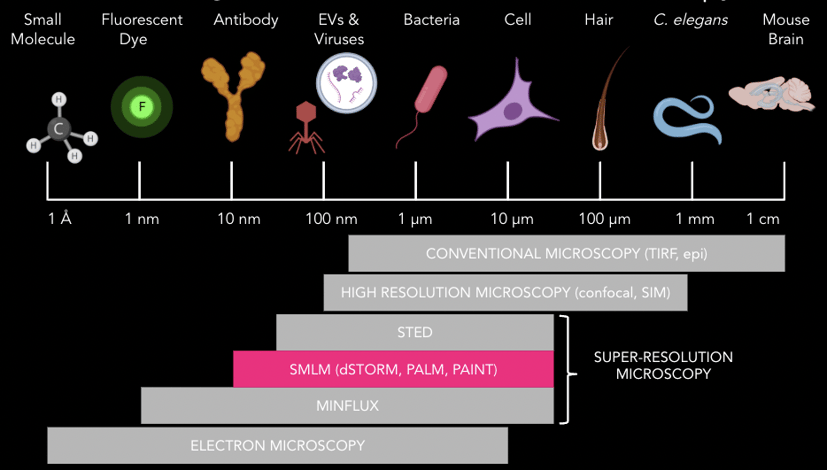 Small
Molecule
Fluorescent
Dye
Antibody
EVs &
Viruses
Bacteria
Cell
Hair
C. elegans
Mouse
Brain
H
C
H
H
H
F
1 Å
1 nm
10 nm
100 nm
1 µm
10 µm
100 µm
1 mm
1 cm
CONVENTIONAL MICROSCOPY (TIRF, epi)
HIGH RESOLUTION MICROSCOPY (confocal, SIM)
STED
SMLM (dSTORM, PALM, PAINT)
MINFLUX
SUPER-RESOLUTION
MICROSCOPY
ELECTRON MICROSCOPY